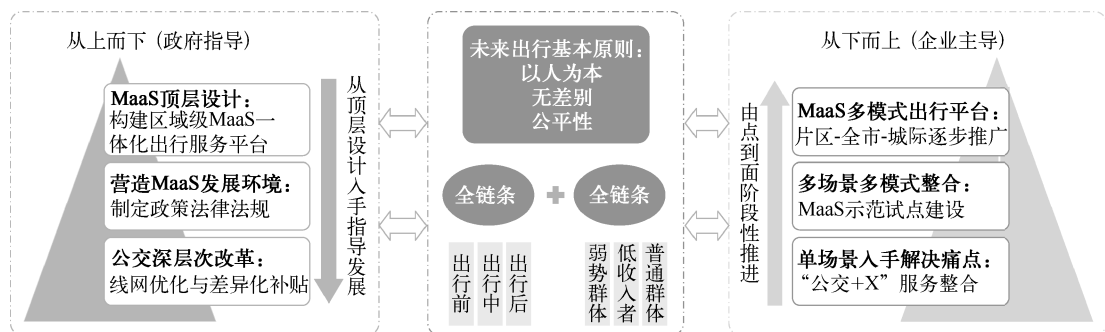 从上而下 (政府指导)
MaaS顶层设计：
构建区域级MaaS一
体化出行服务平台
营造MaaS发展环境：
制定政策法律法规
公交深层次改革：
线网优化与差异化补贴
从顶层设计入手指导发展
未来出行基本原则：
以人为本
无差别
公平性
全链条
全链条
出行前
出行中
出行后
弱势群体
低收入者
普通群体
从下而上 (企业主导)
由点到面阶段性推进
MaaS多模式出行平台：
片区-全市-城际逐步推广
多场景多模式整合：
MaaS示范试点建设
单场景入手解决痛点：
“公交+X”服务整合